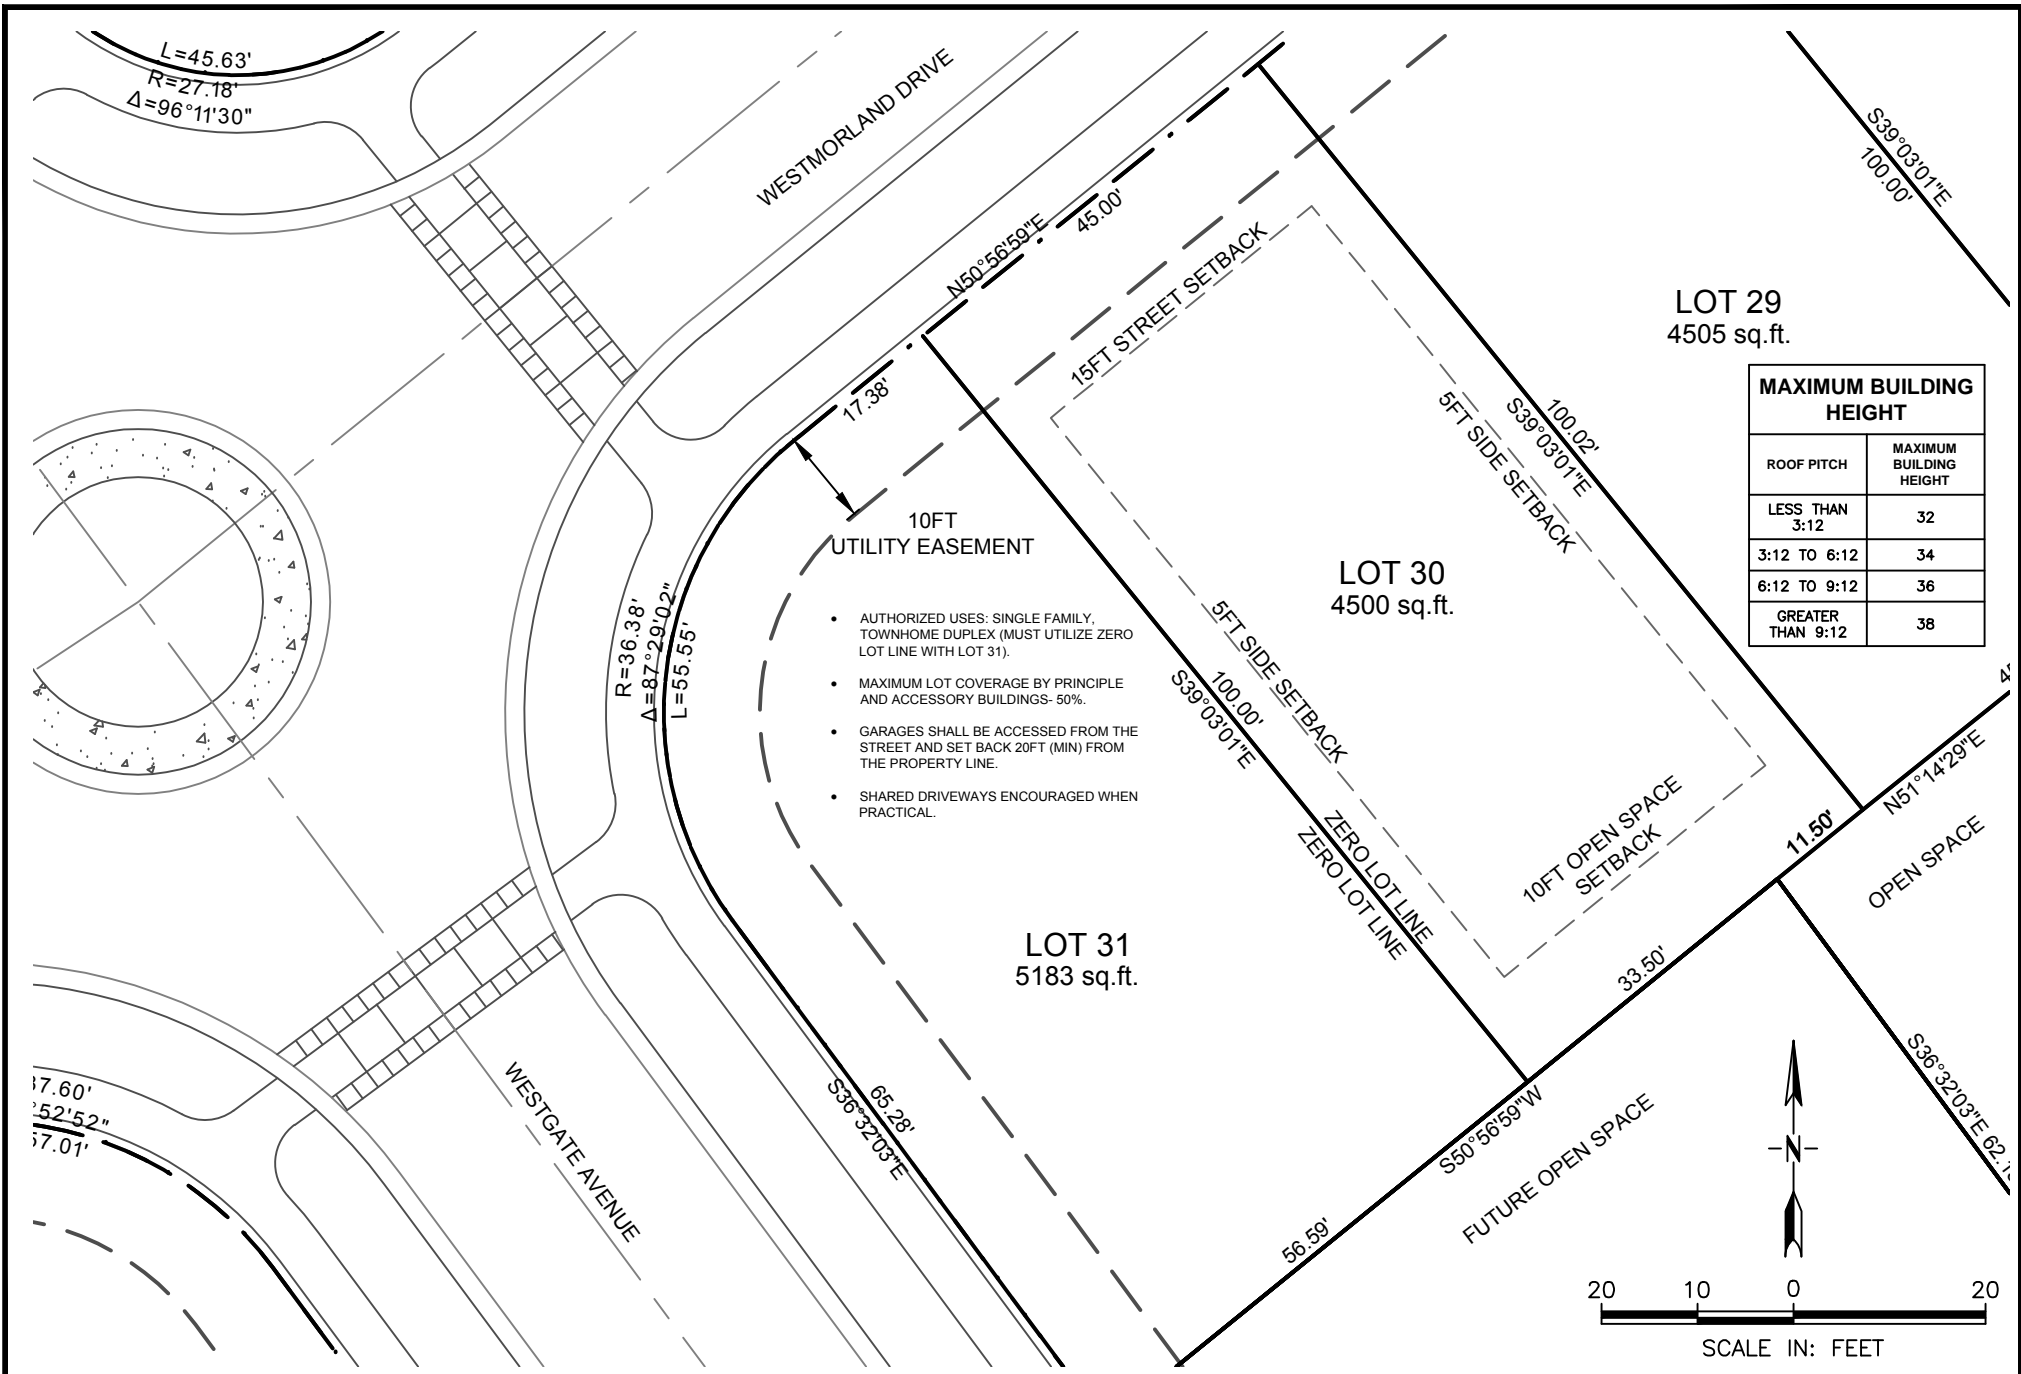 L=45.63'
R=27.18'
Δ=96°11'30"
WESTMORLAND DRIVE
N50°56'59"E
45.00'
17.38'
15FT STREET SETBACK
S39°03'01"E
100.00'
LOT 29
4505 sq.ft.
MAXIMUM BUILDING
HEIGHT
ROOF PITCH
MAXIMUM
BUILDING
HEIGHT
LESS THAN
3:12
32
3:12 TO 6:12
34
6:12 TO 9:12
36
GREATER
THAN 9:12
38
100.02'
S39°03'01"E
5FT SIDE SETBACK
LOT 30
4500 sq.ft.
10FT
UTILITY EASEMENT
R=36.38'
Δ=87°29'02"
L=55.55'
• AUTHORIZED USES: SINGLE FAMILY,
TOWNHOME DUPLEX (MUST UTILIZE ZERO
LOT LINE WITH LOT 31).
• MAXIMUM LOT COVERAGE BY PRINCIPLE
AND ACCESSORY BUILDINGS- 50%.
• GARAGES SHALL BE ACCESSED FROM THE
STREET AND SET BACK 20FT (MIN) FROM
THE PROPERTY LINE.
• SHARED DRIVEWAYS ENCOURAGED WHEN
PRACTICAL.
5FT SIDE SETBACK
100.00'
S39°03'01"E
ZERO LOT LINE
ZERO LOT LINE
10FT OPEN SPACE
SETBACK
11.50'
N51°14'29"E
OPEN SPACE
33.50'
LOT 31
5183 sq.ft.
S36°32'03"E
S50°56'59"W
FUTURE OPEN SPACE
56.59'
65.28'
S36°32'03"E
WESTGATE AVENUE
37.60'
°52'52"
57.01'
N
20 10 0 20
SCALE IN: FEET